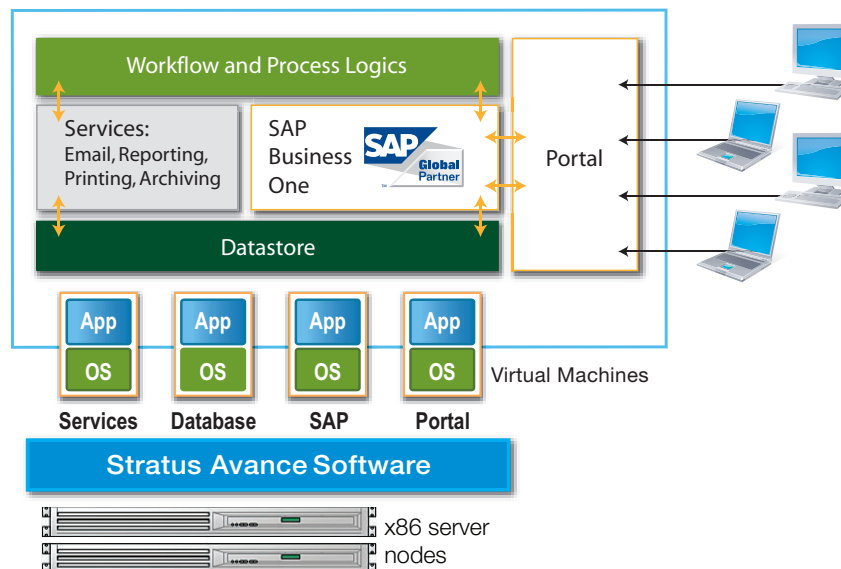 Workflow and Process Logics
Services:
Email, Reporting,
Printing, Archiving
SAP
Business
One
SAP
Global
Partner
Portal
Datastore
App
App
App
App
OS
OS
OS
OS
Virtual Machines
Services
Database
SAP
Portal
Stratus Avance Software
x86 server
nodes